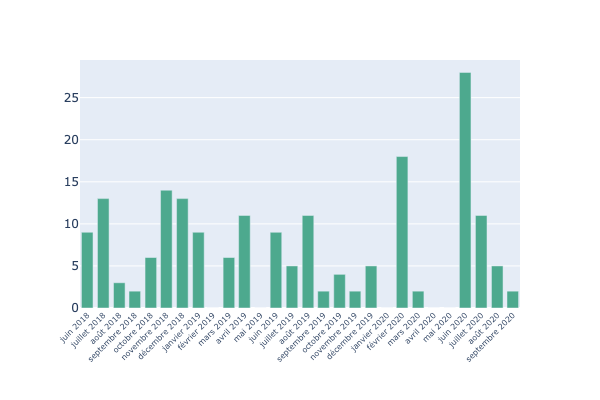 25
20
15
10
5
0
juin 2018
juillet 2018
août 2018
septembre 2018
octobre 2018
novembre 2018
décembre 2018
janvier 2019
février 2019
mars 2019
avril 2019
mai 2019
juin 2019
juillet 2019
août 2019
septembre 2019
octobre 2019
novembre 2019
décembre 2019
janvier 2020
février 2020
mars 2020
avril 2020
mai 2020
juin 2020
juillet 2020
août 2020
septembre 2020